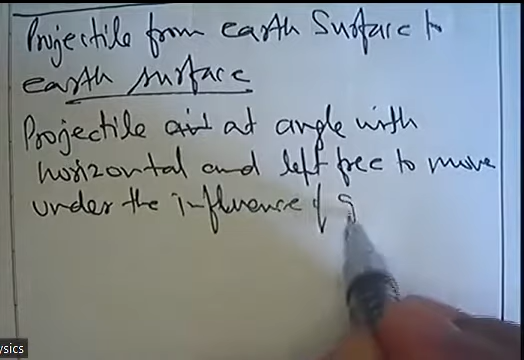 Projectile from earth Surface to
earth surface
Projectile at angle with
horizontal and left free to move
under the influence of g
ysics